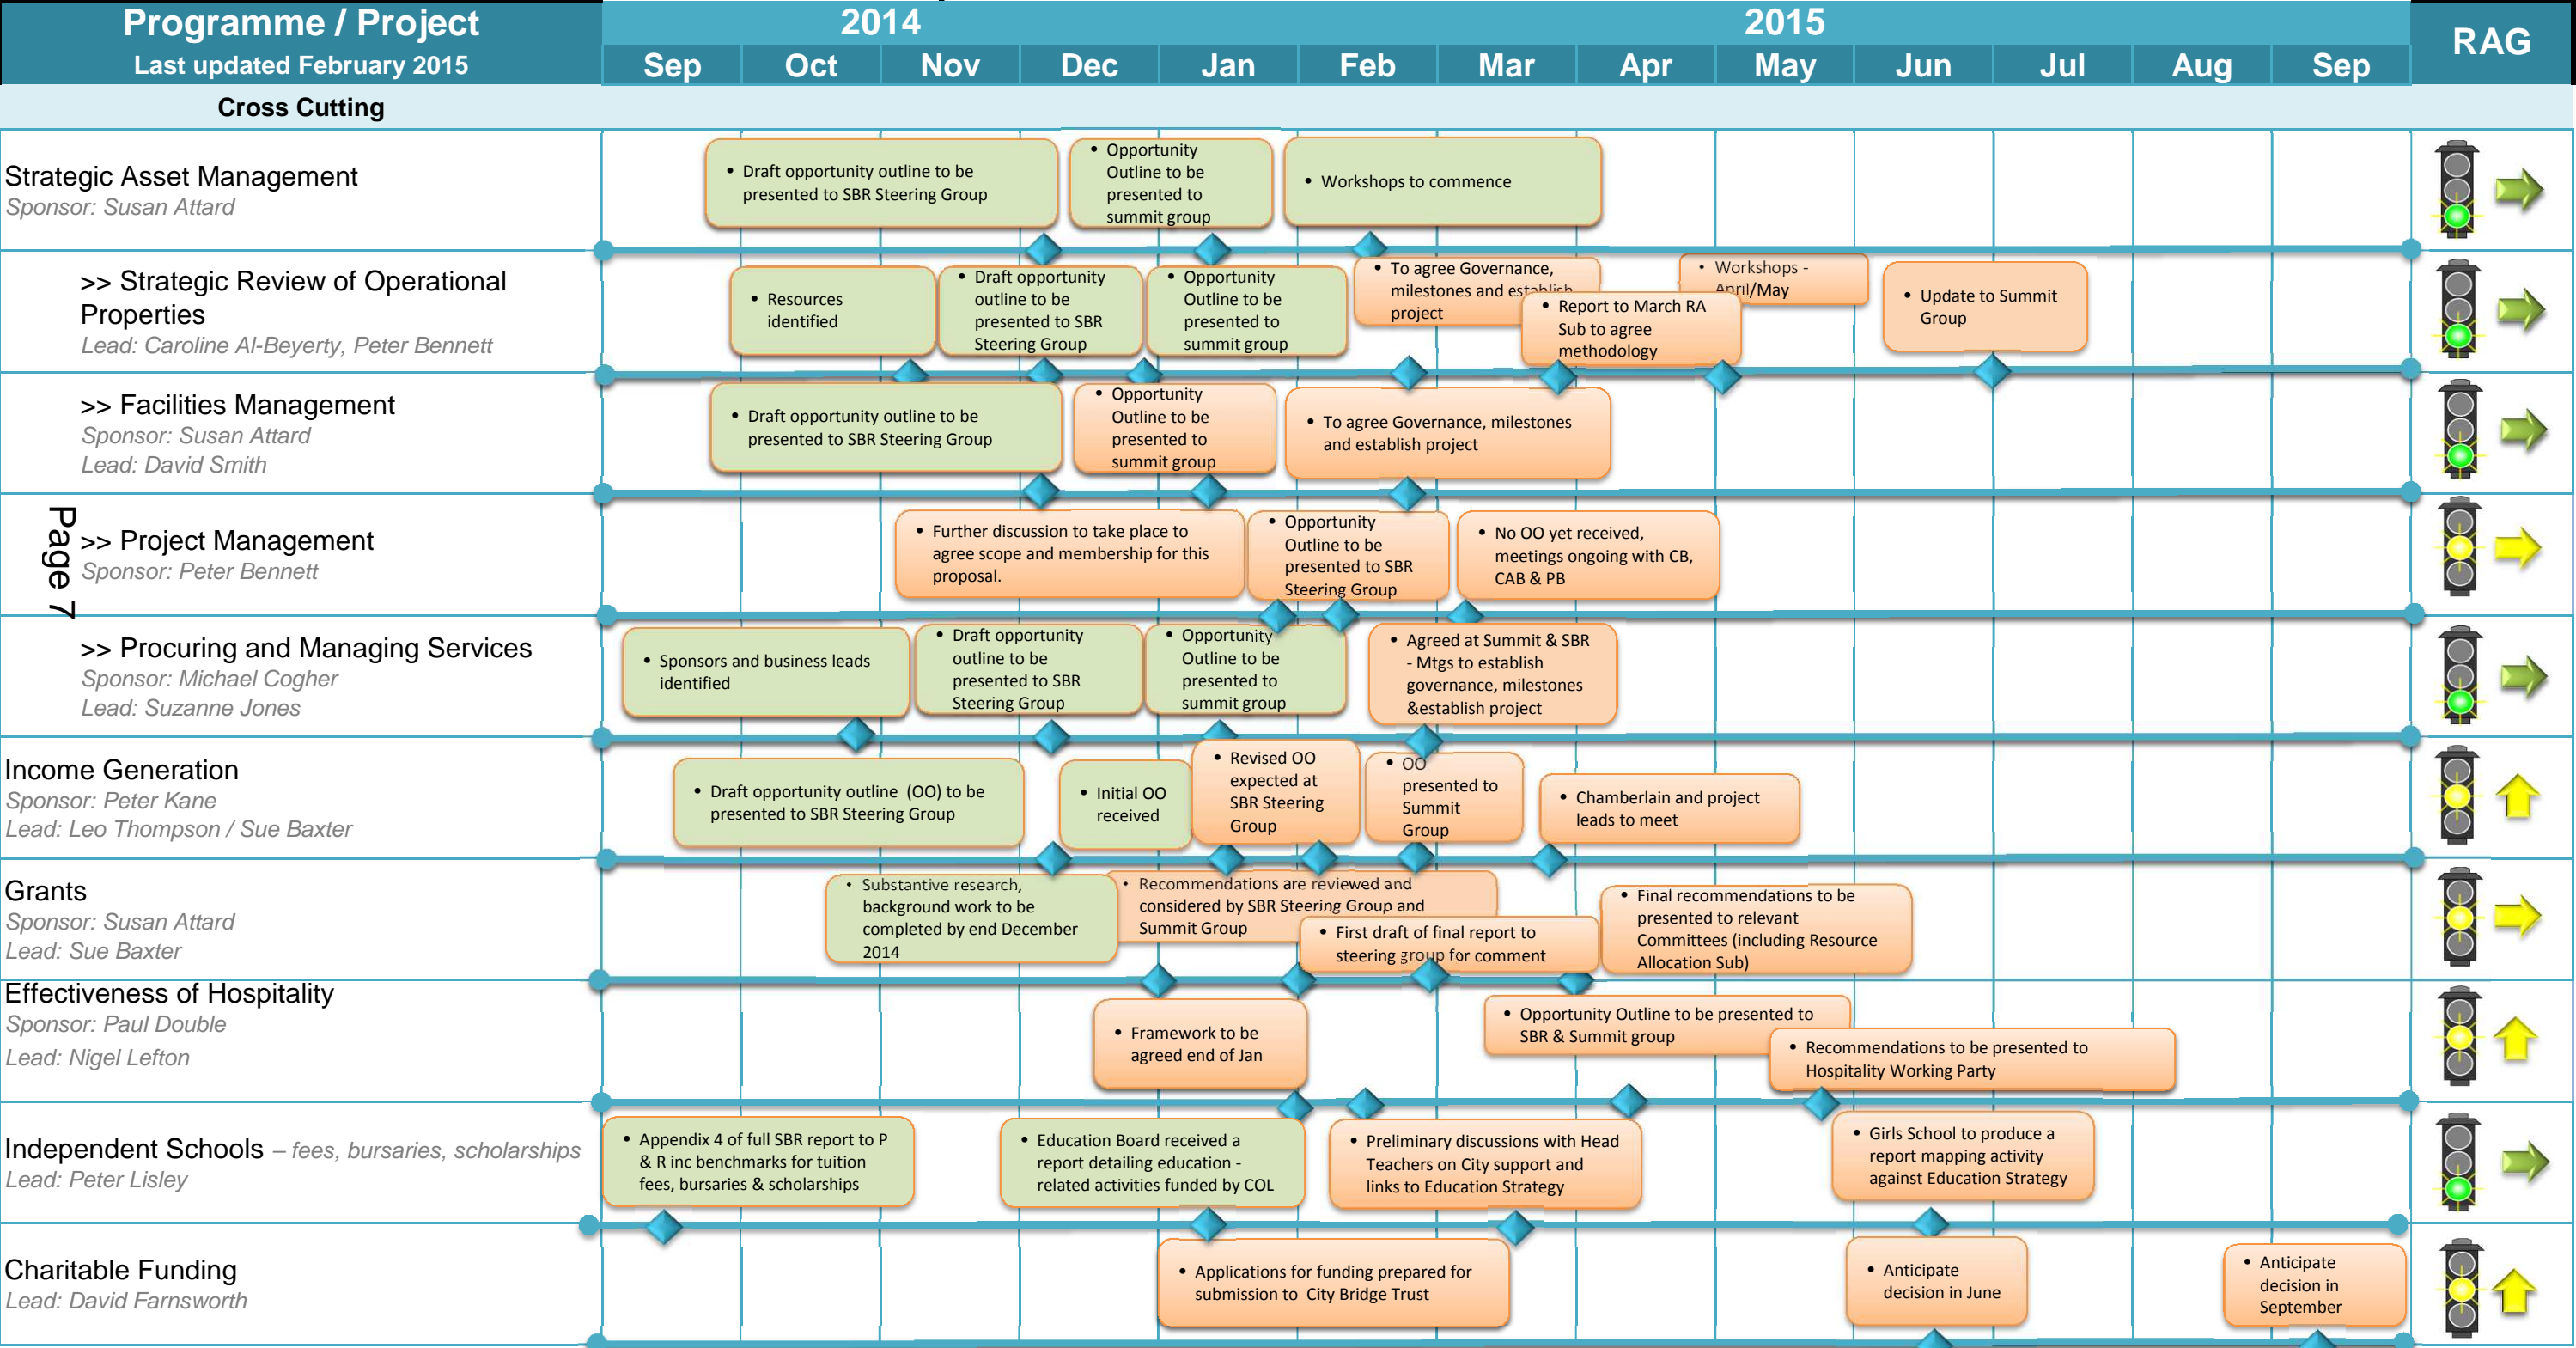 Programme / Project
Last updated February 2015
2014
2015
RAG
Sep Oct Nov Dec Jan Feb Mar Apr May Jun Jul Aug Sep
Cross Cutting
Strategic Asset Management
Sponsor: Susan Attard
• Draft opportunity outline to be
presented to SBR Steering Group
• Opportunity
Outline to be
presented to
summit group
• Workshops to commence
>> Strategic Review of Operational
Properties
Lead: Caroline Al-Beyerty, Peter Bennett
• Resources
identified
• Draft opportunity
outline to be
presented to SBR
Steering Group
• Opportunity
Outline to be
presented to
summit group
• To agree Governance,
milestones and establish
project
• Report to March RA
Sub to agree
methodology
• Workshops -
April/May
• Update to Summit
Group
>> Facilities Management
Sponsor: Susan Attard
Lead: David Smith
• Draft opportunity outline to be
presented to SBR Steering Group
• Opportunity
Outline to be
presented to
summit group
• To agree Governance, milestones
and establish project
Page 7
>> Project Management
Sponsor: Peter Bennett
• Further discussion to take place to
agree scope and membership for this
proposal.
• Opportunity
Outline to be
presented to SBR
Steering Group
• No OO yet received,
meetings ongoing with CB,
CAB & PB
>> Procuring and Managing Services
Sponsor: Michael Cogher
Lead: Suzanne Jones
• Sponsors and business leads
identified
• Draft opportunity
outline to be
presented to SBR
Steering Group
• Opportunity
Outline to be
presented to
summit group
• Agreed at Summit & SBR
- Mtgs to establish
governance, milestones
&establish project
Income Generation
Sponsor: Peter Kane
Lead: Leo Thompson / Sue Baxter
• Draft opportunity outline (OO) to be
presented to SBR Steering Group
• Initial OO
received
• Revised OO
expected at
SBR Steering
Group
• OO
presented to
Summit
Group
• Chamberlain and project
leads to meet
Grants
Sponsor: Susan Attard
Lead: Sue Baxter
• Substantive research,
background work to be
completed by end December
2014
• Recommendations are reviewed and
considered by SBR Steering Group and
Summit Group
• First draft of final report to
steering group for comment
• Final recommendations to be
presented to relevant
Committees (including Resource
Allocation Sub)
Effectiveness of Hospitality
Sponsor: Paul Double
Lead: Nigel Lefton
• Framework to be
agreed end of Jan
• Opportunity Outline to be presented to
SBR & Summit group
• Recommendations to be presented to
Hospitality Working Party
Independent Schools – fees, bursaries, scholarships
Lead: Peter Lisley
• Appendix 4 of full SBR report to P
& R inc benchmarks for tuition
fees, bursaries & scholarships
• Education Board received a
report detailing education -
related activities funded by COL
• Preliminary discussions with Head
Teachers on City support and
links to Education Strategy
• Girls School to produce a
report mapping activity
against Education Strategy
Charitable Funding
Lead: David Farnsworth
• Applications for funding prepared for
submission to City Bridge Trust
• Anticipate
decision in June
• Anticipate
decision in
September